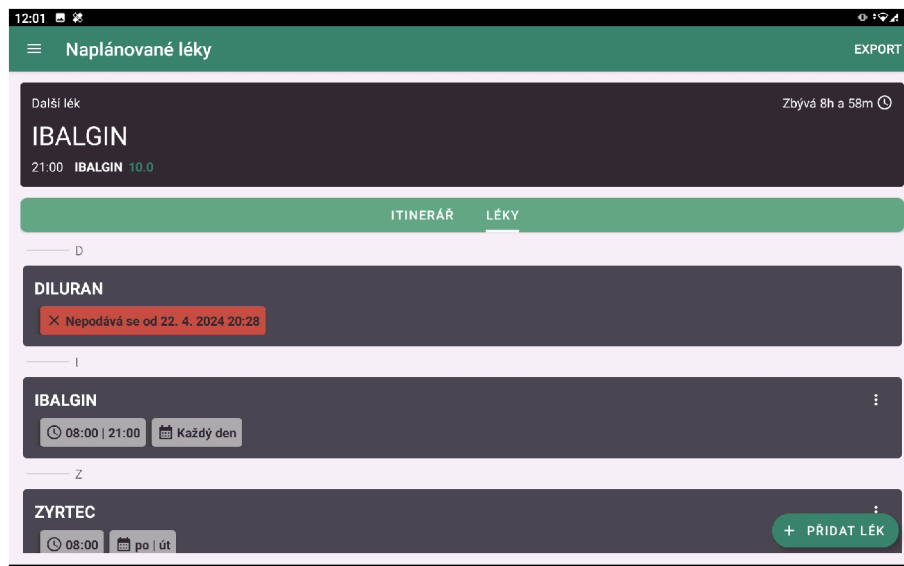 12:01
Naplánované léky
EXPORT
Další lék
Zbývá 8h a 58m
IBALGIN
21:00 IBALGIN 10.0
ITINERÁŘ LÉKY
D
DILURAN
Nepodává se od 22. 4. 2024 20:28
I
IBALGIN
08:00 | 21:00 Každý den
Z
ZYRTEC
08:00 po | út
+ PŘIDAT LÉK